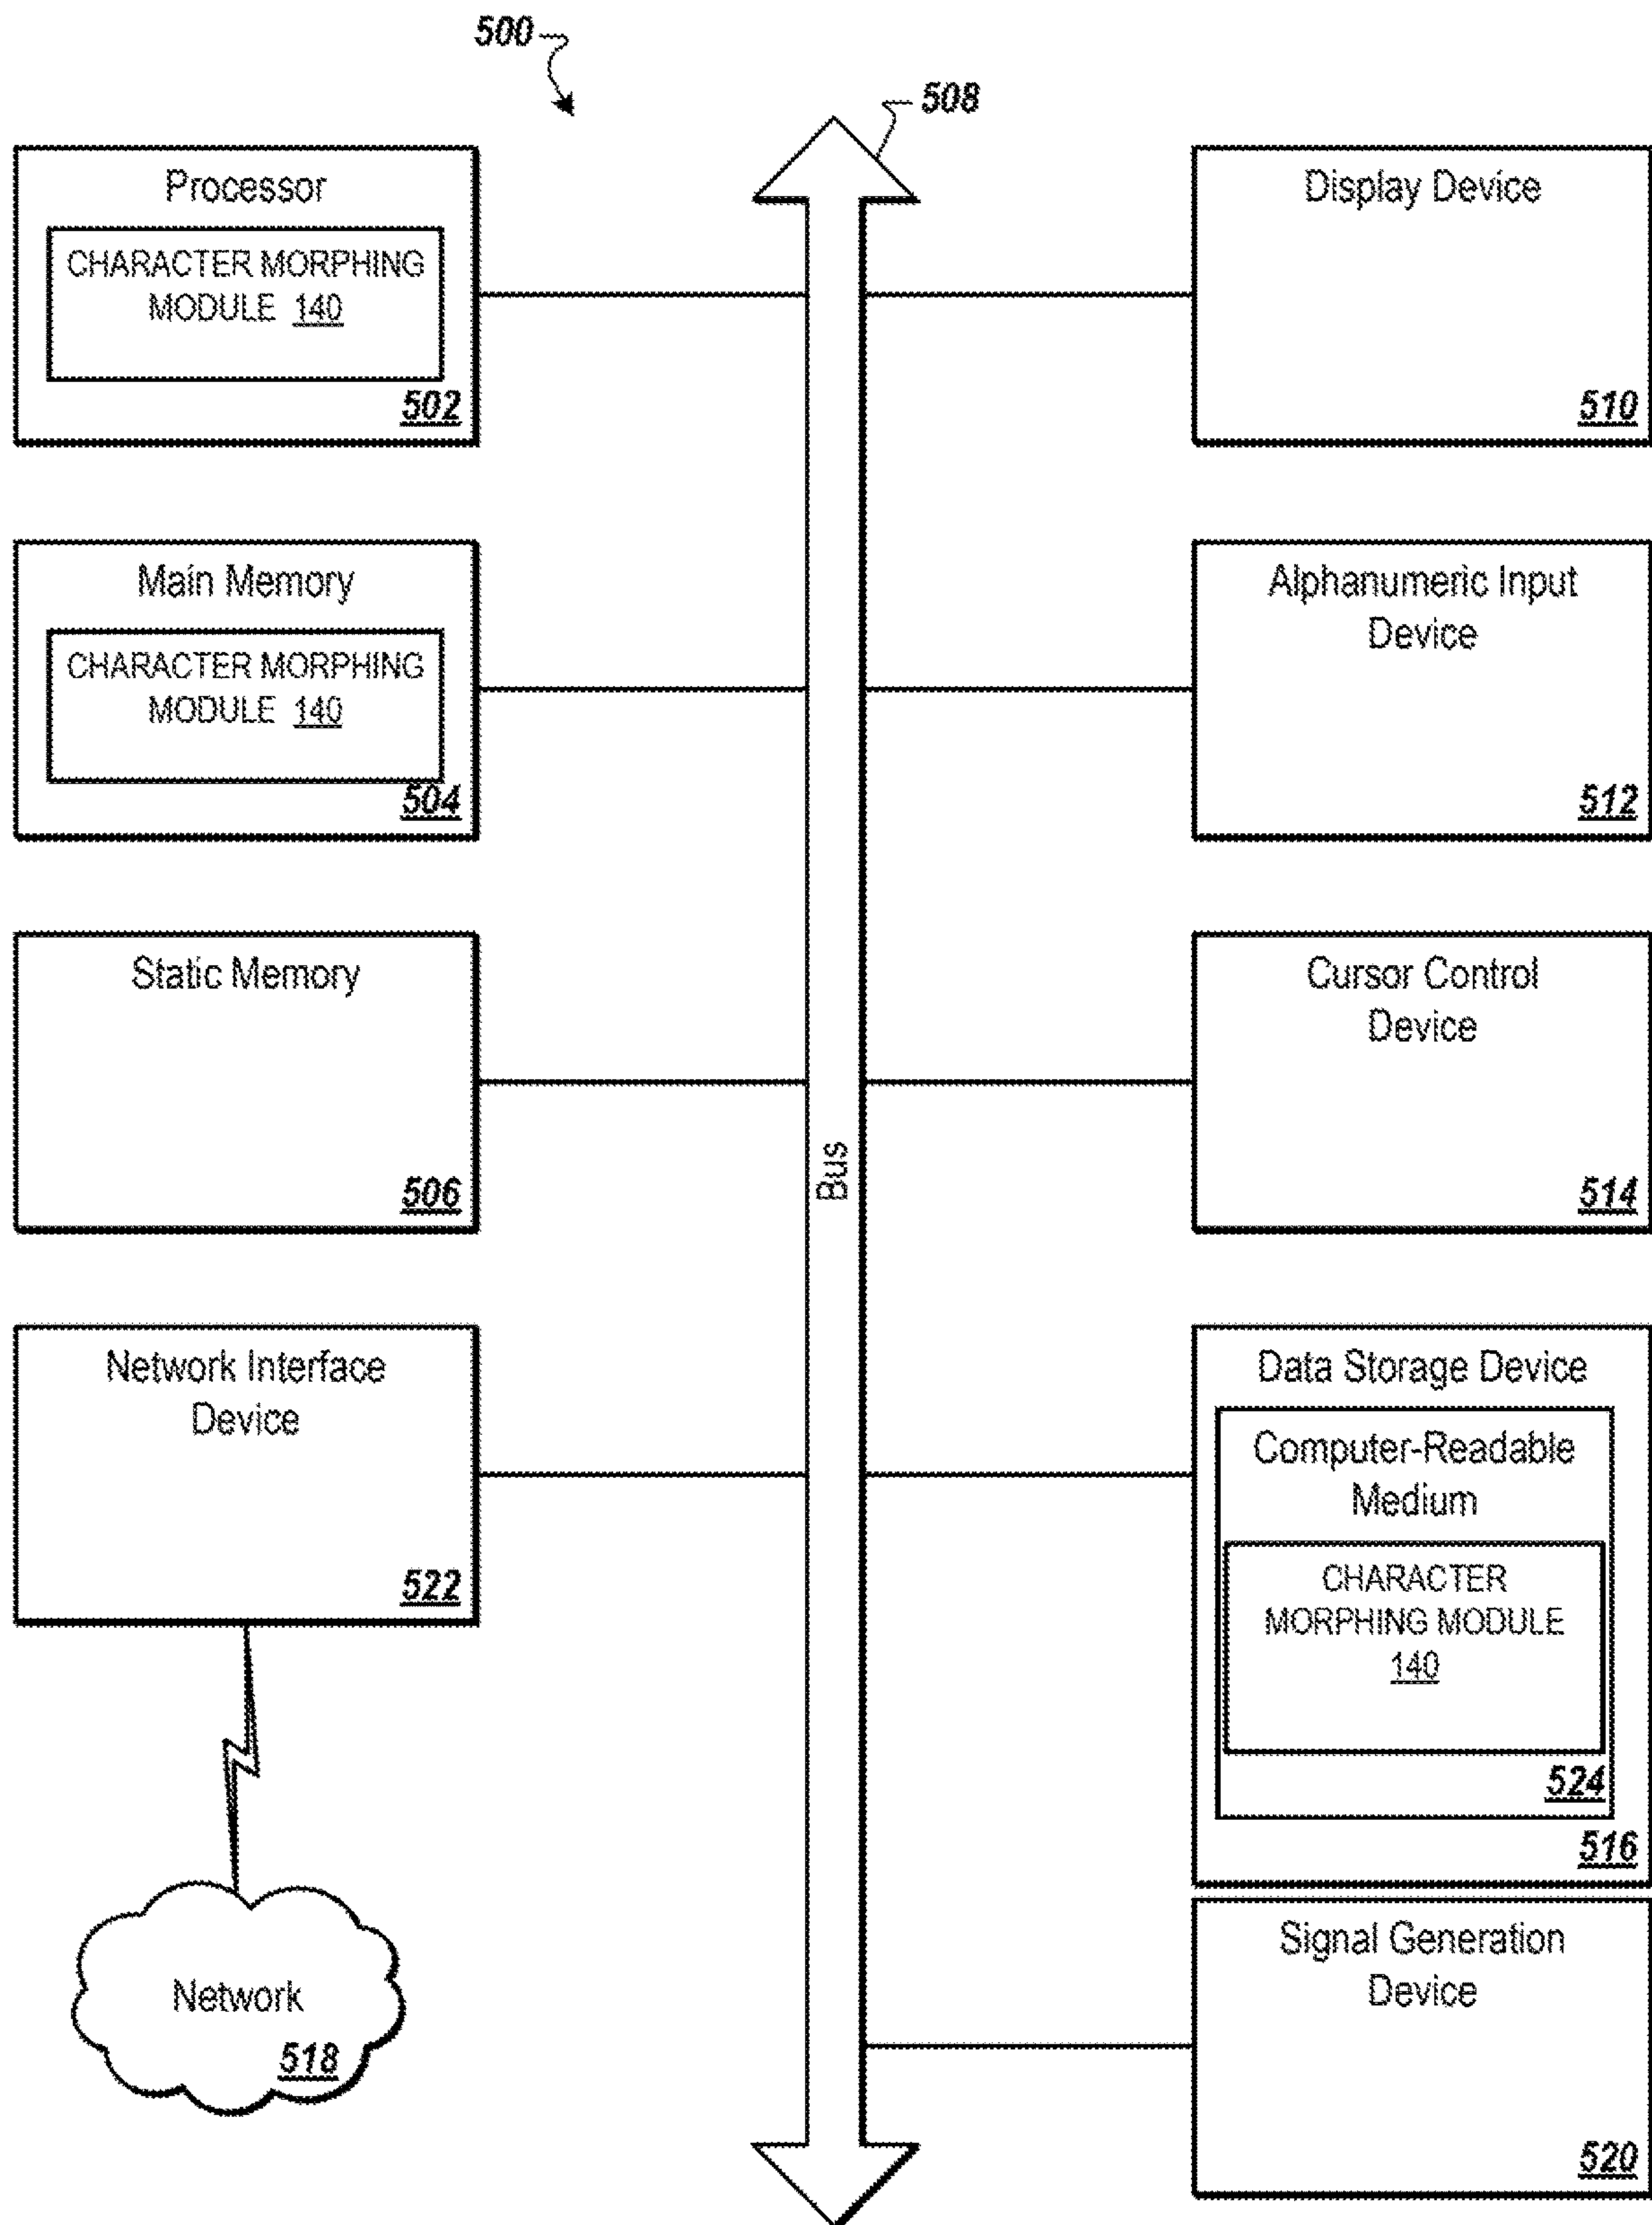 500
508
Processor
CHARACTER MORPHING
MODULE 140
502
Display Device
510
Main Memory
CHARACTER MORPHING
MODULE 140
504
Alphanumeric Input
Device
512
Static Memory
506
Cursor Control
Device
514
Bus
Network Interface
Device
522
Data Storage Device
Computer-Readable
Medium
CHARACTER
MORPHING MODULE
140
524
516
Network
518
Signal Generation
Device
520